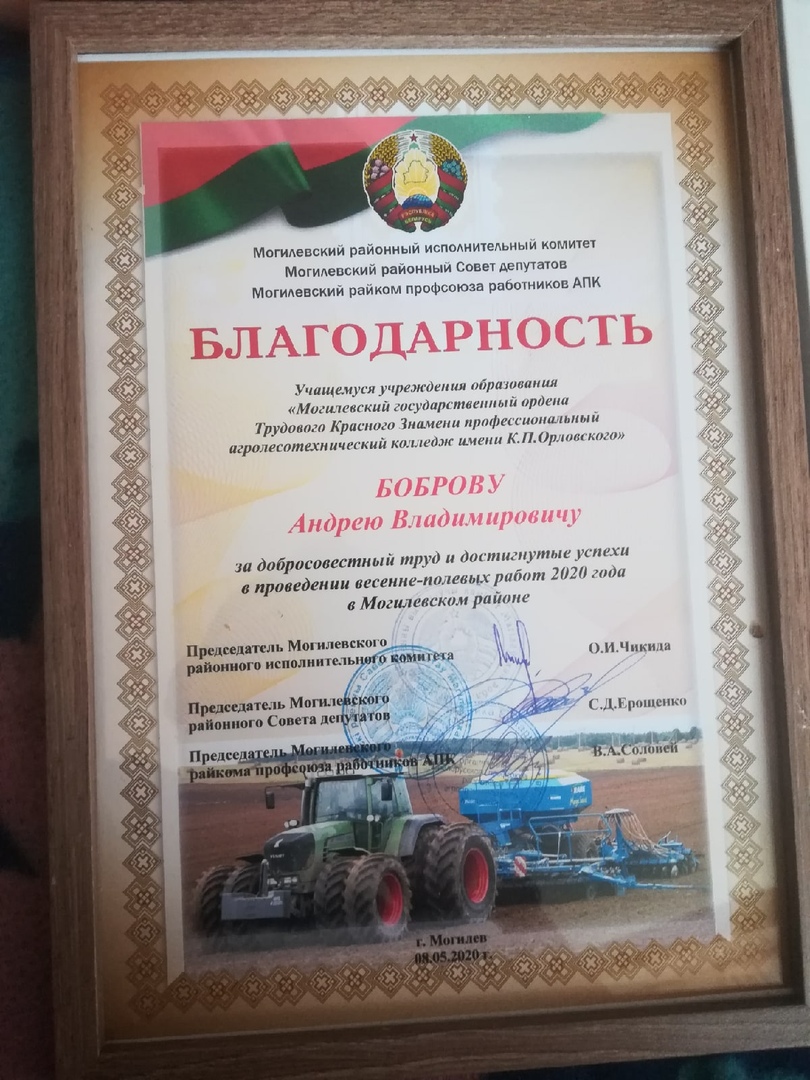 РЭСПУБЛІКА
БЕЛАРУСЬ
Могилевский районный исполнительный комитет
Могилевский районный Совет депутатов
Могилевский райком профсоюза работников АПК
БЛАГОДАРНОСТЬ
Учащемуся учреждения образования
«Могилевский государственный ордена
Трудового Красного Знамени профессиональный
агролесотехнический колледж имени К.П.Орловского»
БОБРОВУ
Андрею Владимировичу
за добросовестный труд и достигнутые успехи
в проведении весенне-полевых работ 2020 года
в Могилевском районе
Председатель Могилевского
районного исполнительного комитета
О.И.Чикида
Председатель Могилевского
районного Совета депутатов
С.Д.Ерощенко
Председатель Могилевского
райкома профсоюза работников АПК
В.А.Соловей
г. Могилев
08.05.2020 г.